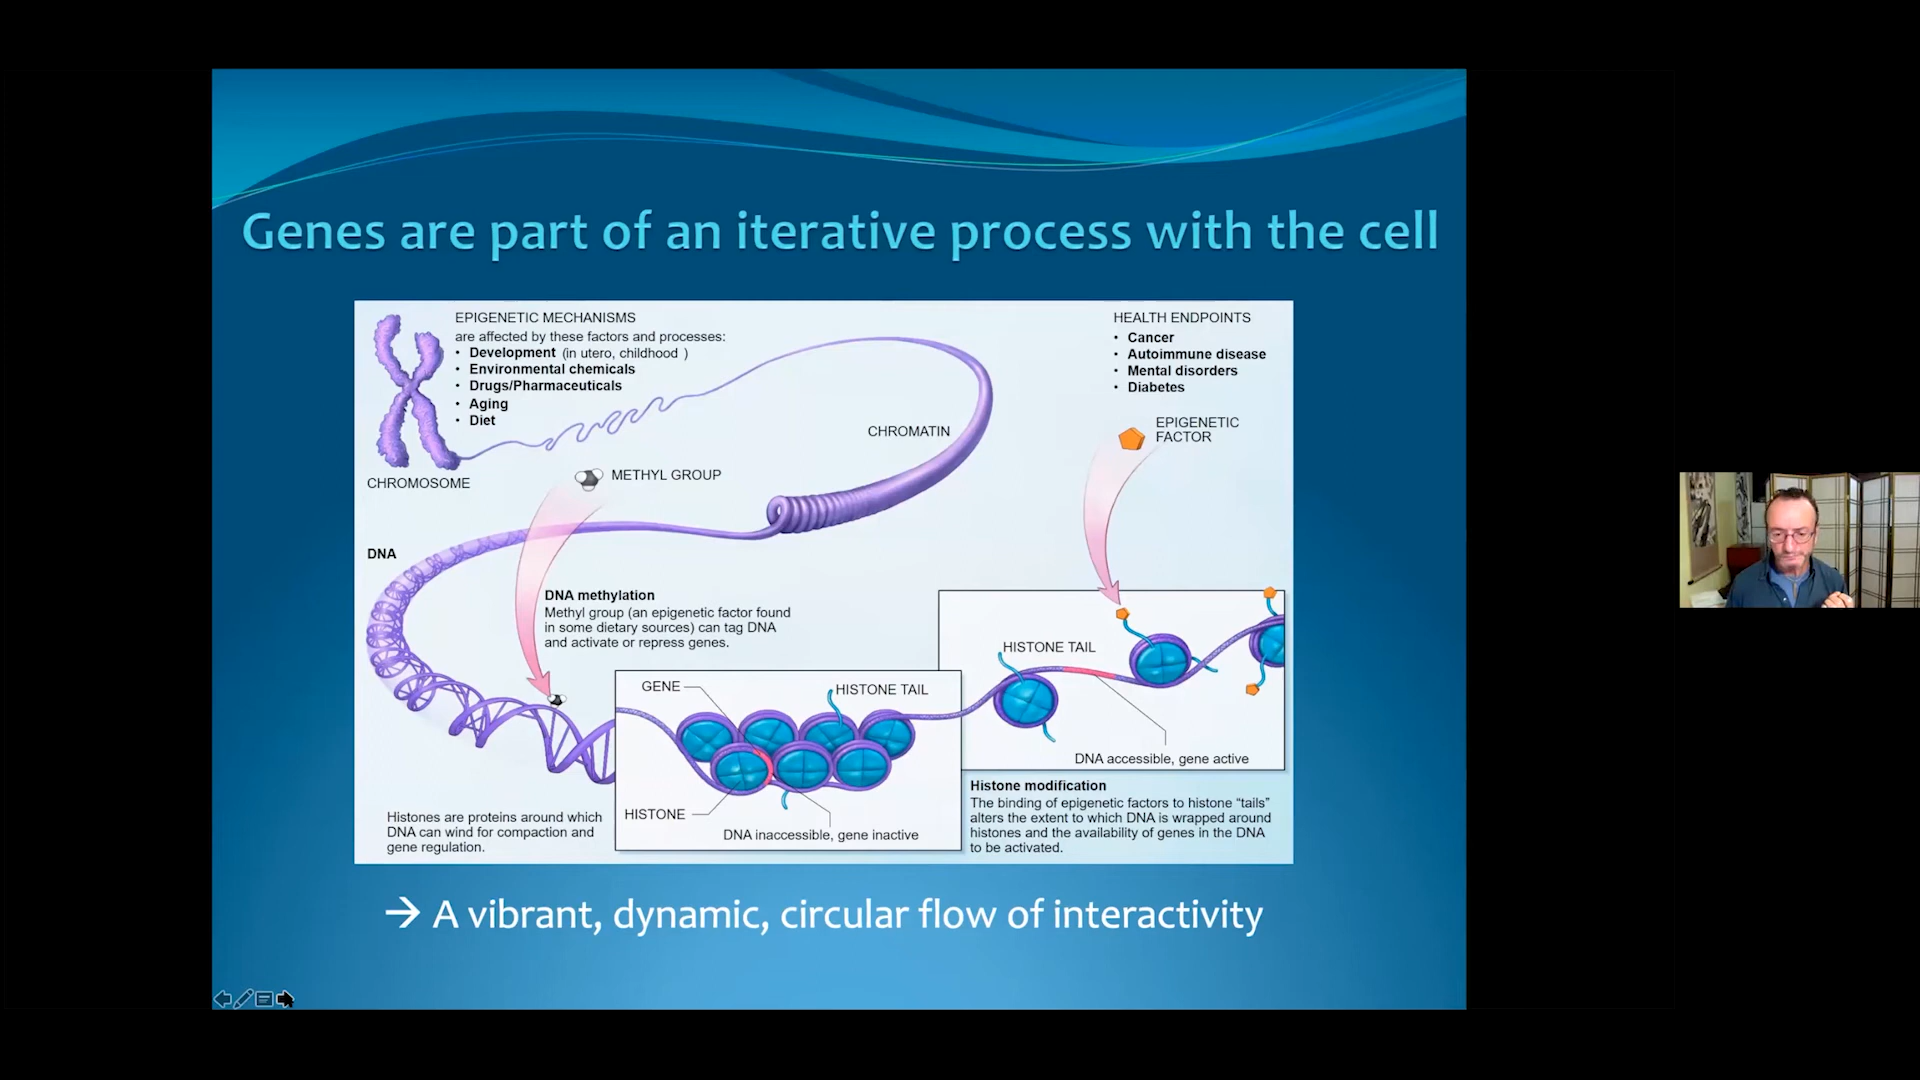 Genes are part of an iterative process with the cell
EPIGENETIC MECHANISMS
are affected by these factors and processes:
• Development (in utero, childhood )
• Environmental chemicals
• Drugs/Pharmaceuticals
• Aging
• Diet
HEALTH ENDPOINTS
• Cancer
• Autoimmune disease
• Mental disorders
• Diabetes
EPIGENETIC
FACTOR
CHROMATIN
CHROMOSOME
METHYL GROUP
DNA
DNA methylation
Methyl group (an epigenetic factor found
in some dietary sources) can tag DNA
and activate or repress genes.
HISTONE TAIL
GENE
HISTONE TAIL
DNA accessible, gene active
Histone modification
The binding of epigenetic factors to histone “tails”
alters the extent to which DNA is wrapped around
histones and the availability of genes in the DNA
to be activated.
Histones are proteins around which
DNA can wind for compaction and
gene regulation.
HISTONE
DNA inaccessible, gene inactive
→ A vibrant, dynamic, circular flow of interactivity